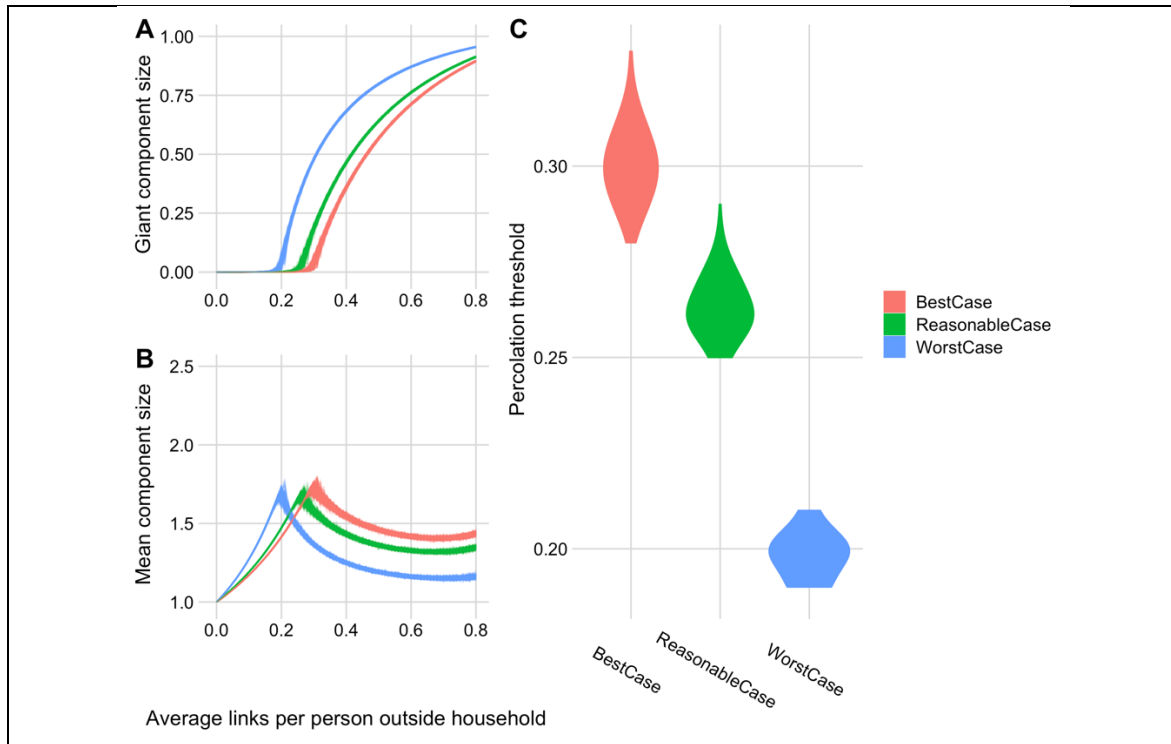 A
Giant component size
1.00
0.75
0.50
0.25
0.00
0.0 0.2 0.4 0.6 0.8
B
Mean component size
2.5
2.0
1.5
1.0
0.0 0.2 0.4 0.6 0.8
Average links per person outside household
C
Percolation threshold
0.30
0.25
0.20
BestCase
ReasonableCase
WorstCase
BestCase
ReasonableCase
WorstCase